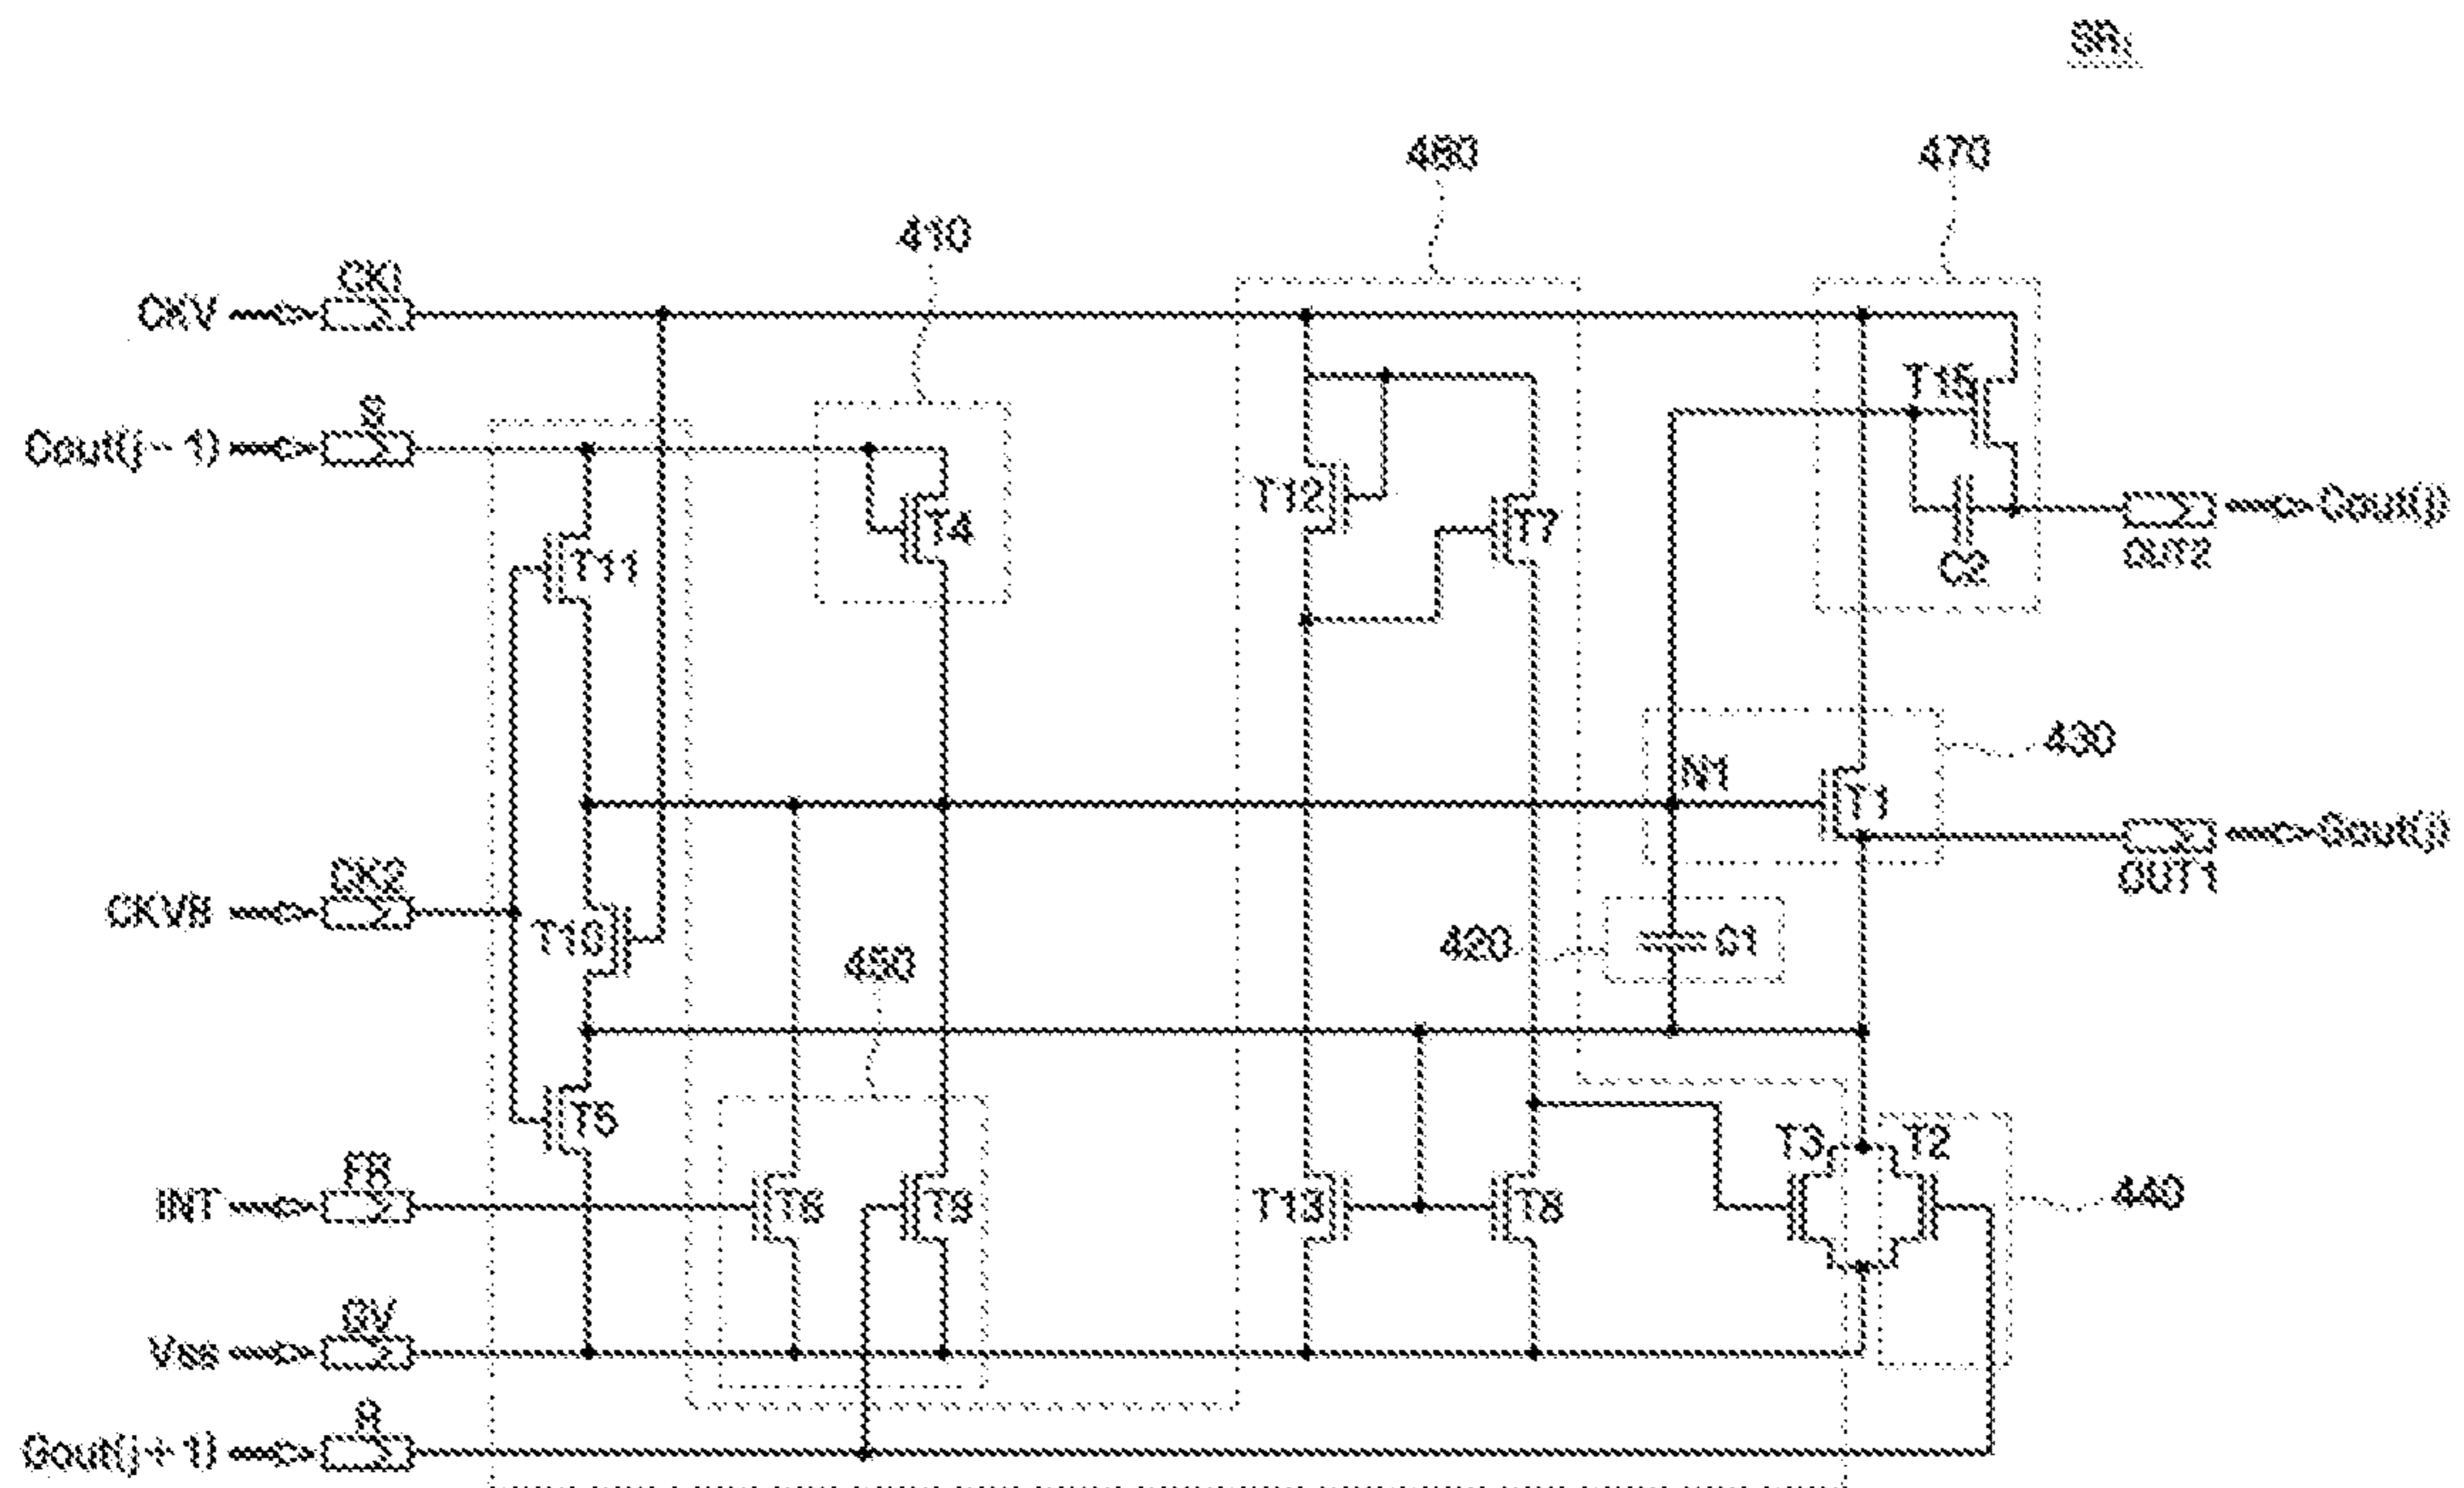 SRj
460
470
410
CK1
CKV
T15
S
Cout(j-1)
T12
T7
T4
Cout(j)
T11
C2
OUT2
430
N1
T1
Gout(j)
CK2
OUT1
CKVB
T10
420
C1
450
T5
T3
T2
FR
INT
T6
T9
T13
T8
440
GV
Vss
R
Gout(j+1)